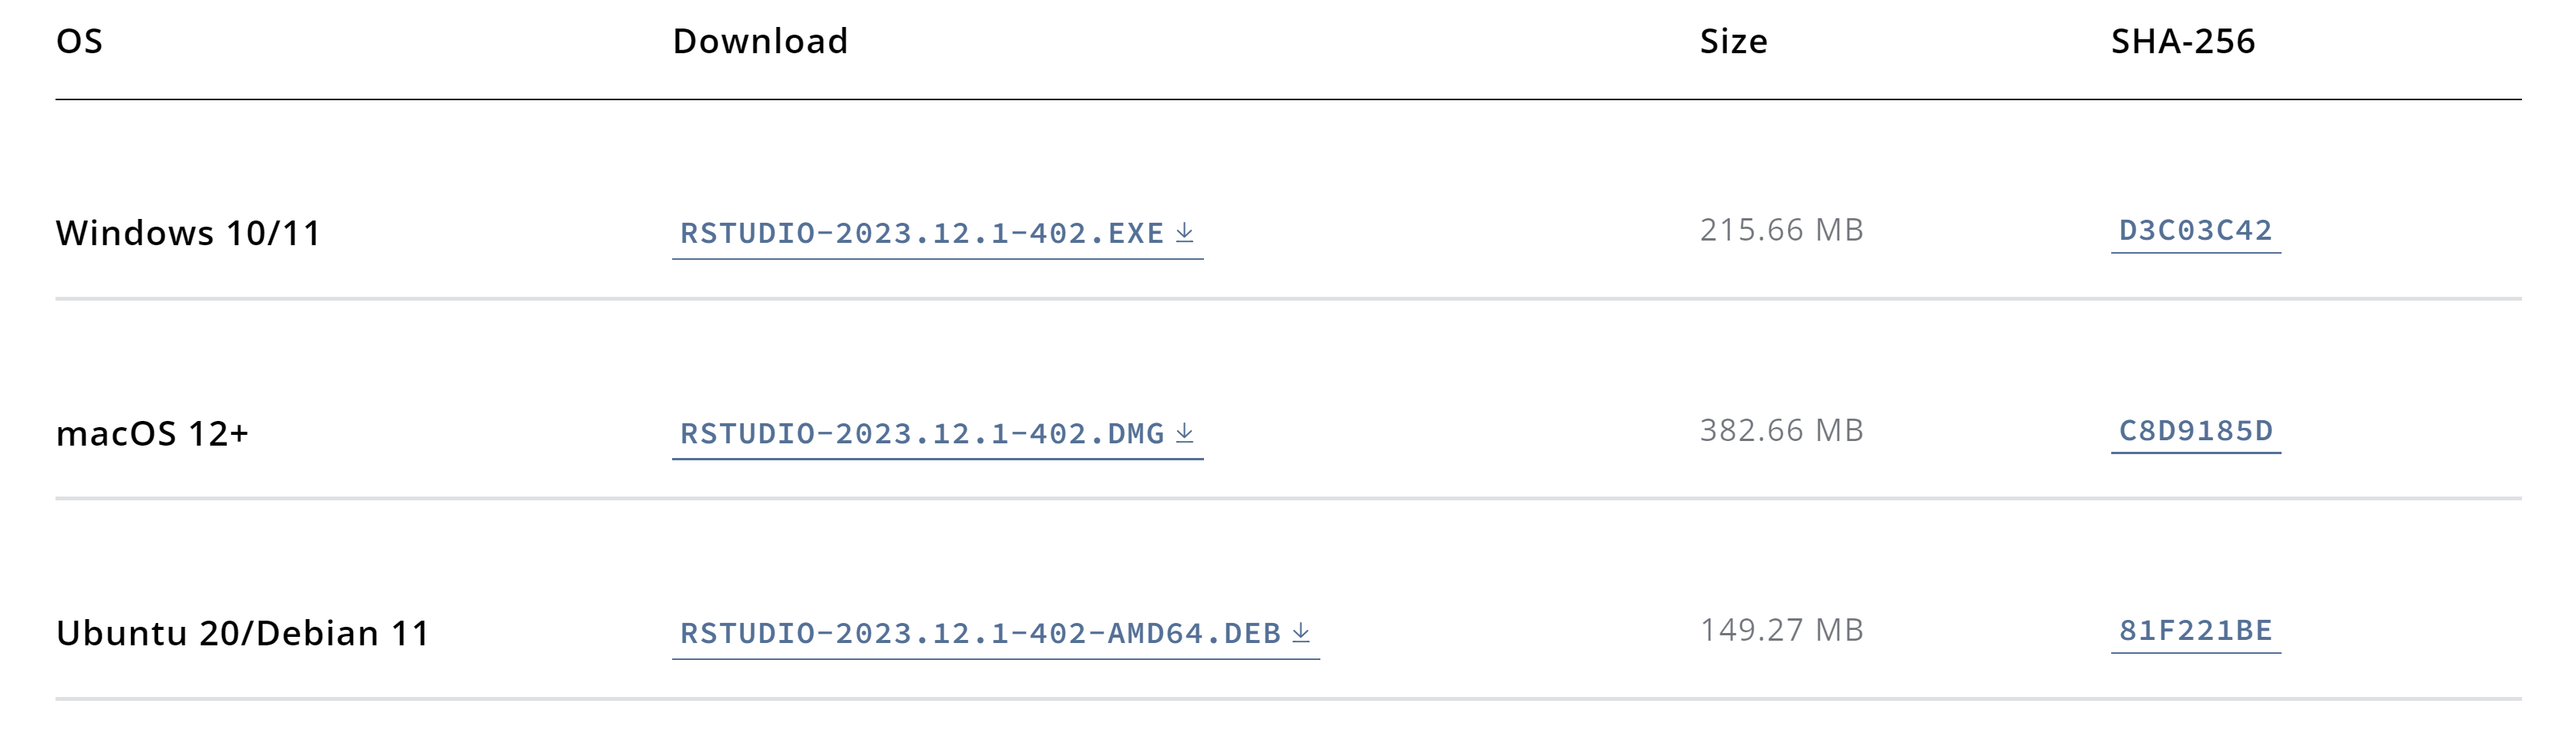 OS Download Size SHA-256
Windows 10/11 RSTUDIO-2023.12.1-402.EXE 215.66 MB D3C03C42
macOS 12+ RSTUDIO-2023.12.1-402.DMG 382.66 MB C8D9185D
Ubuntu 20/Debian 11 RSTUDIO-2023.12.1-402-AMD64.DEB 149.27 MB 81F221BE